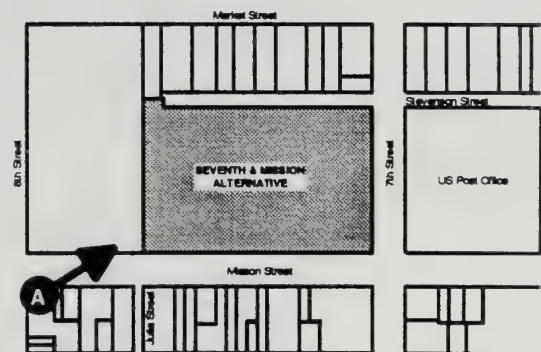 Market Street
Stevenson Street
8th Street
SEVENTH & MISSION
ALTERNATIVE
7th Street
US Post Office
Mission Street
A
Julia Street